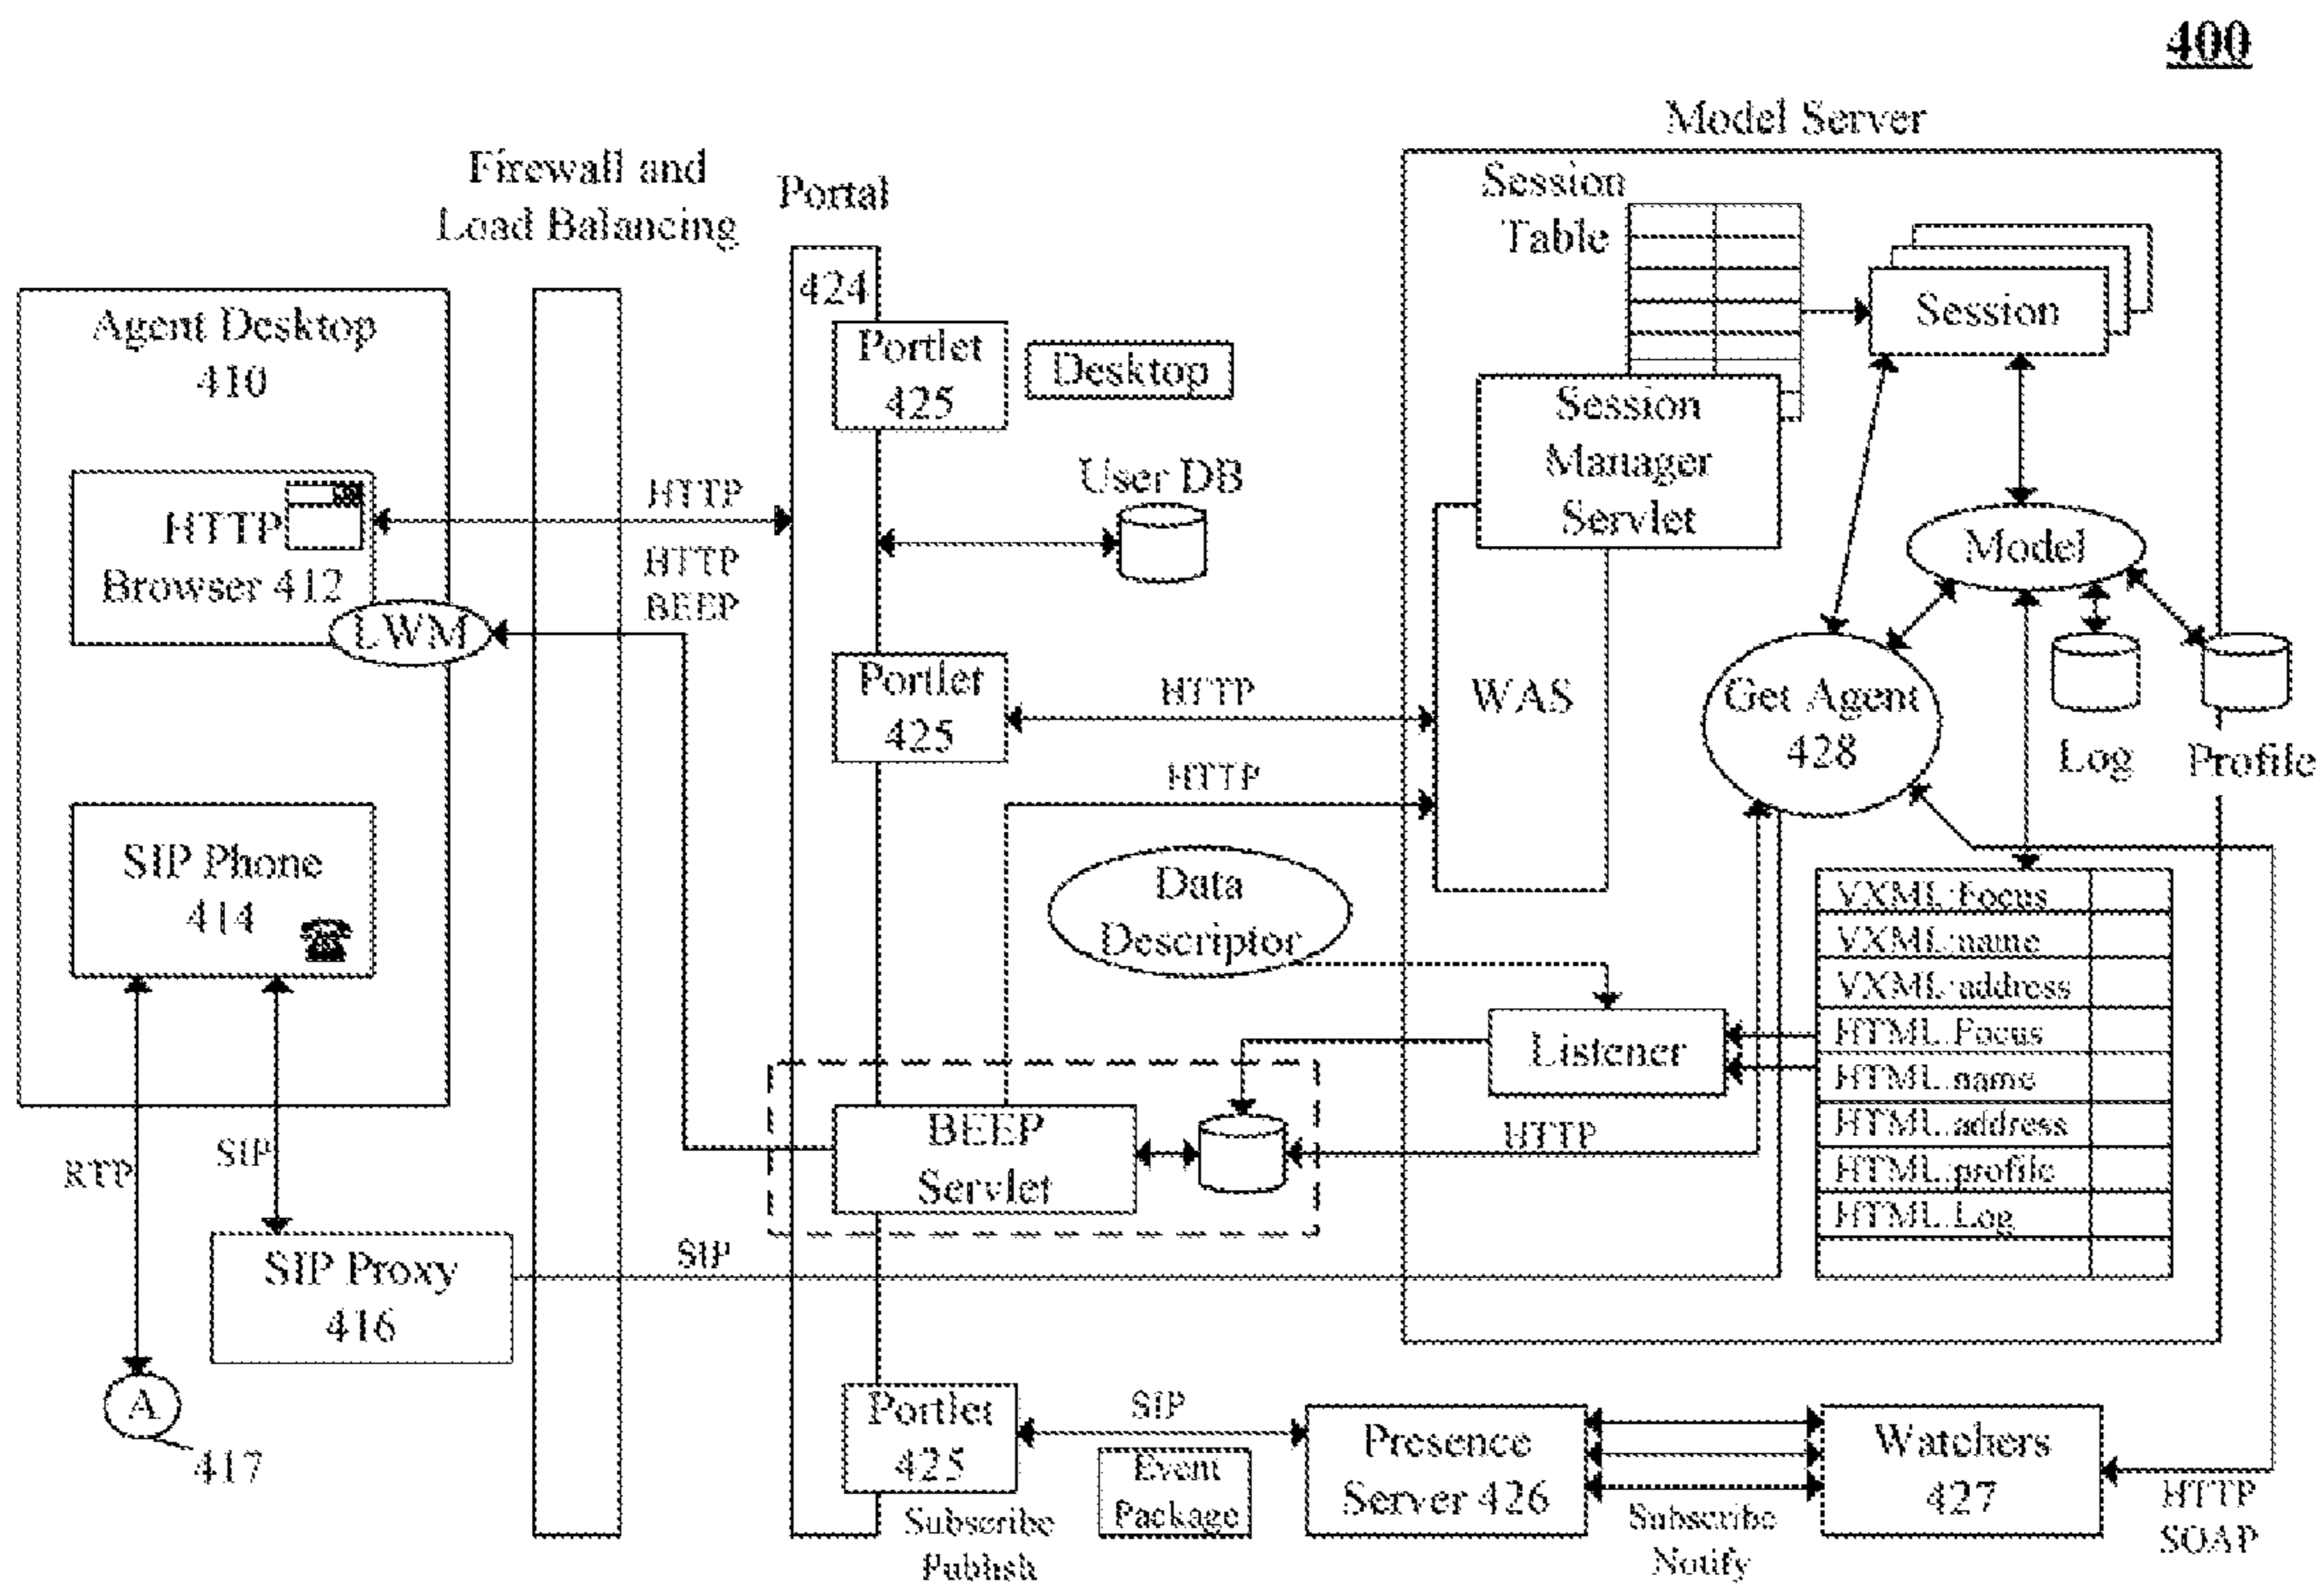 400
Model Server
Firewall and
Load Balancing
Portal
Session
Table
424
Agent Desktop
410
Portlet
425
Desktop
Session
Session
Manager
Servlet
User DB
HTTP
HTTP
Browser 412
HTTP
BEEP
LWM
Model
Portlet
425
HTTP
WAS
Get Agent
428
Log
Profile
HTTP
SIP Phone
414
Data
Descriptor
VXML:Focus
VXML:name
VXML:address
HTML:Focus
HTML:name
HTML:address
HTML:profile
HTML:Log
Listener
BEEP
Servlet
HTTP
RTP
SIP
SIP
SIP Proxy
416
A
417
Portlet
425
Subscribe
Publish
SIP
Event
Package
Presence
Server 426
Subscribe
Notify
Watchers
427
HTTP
SOAP